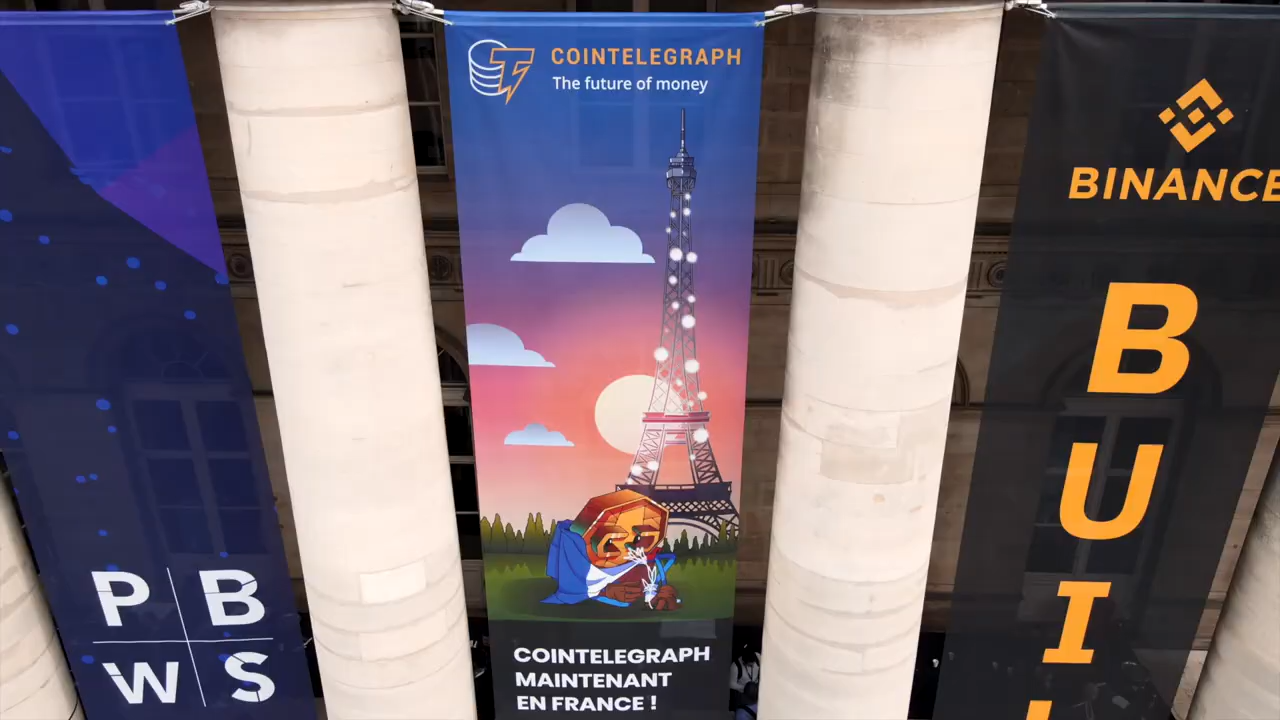 P B
W S
COINTELEGRAPH
The future of money
COINTELEGRAPH
MAINTENANT
EN FRANCE !
BINANCE
B
U
I